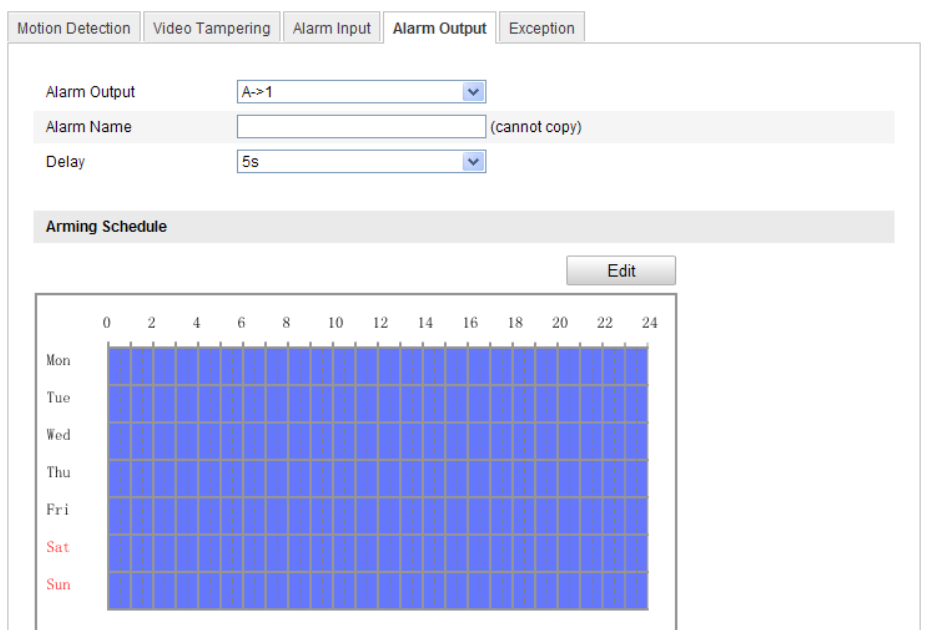 Motion Detection Video Tampering Alarm Input Alarm Output Exception
Alarm Output A->1
Alarm Name (cannot copy)
Delay 5s
Arming Schedule
Edit
0 2 4 6 8 10 12 14 16 18 20 22 24
Mon
Tue
Wed
Thu
Fri
Sat
Sun